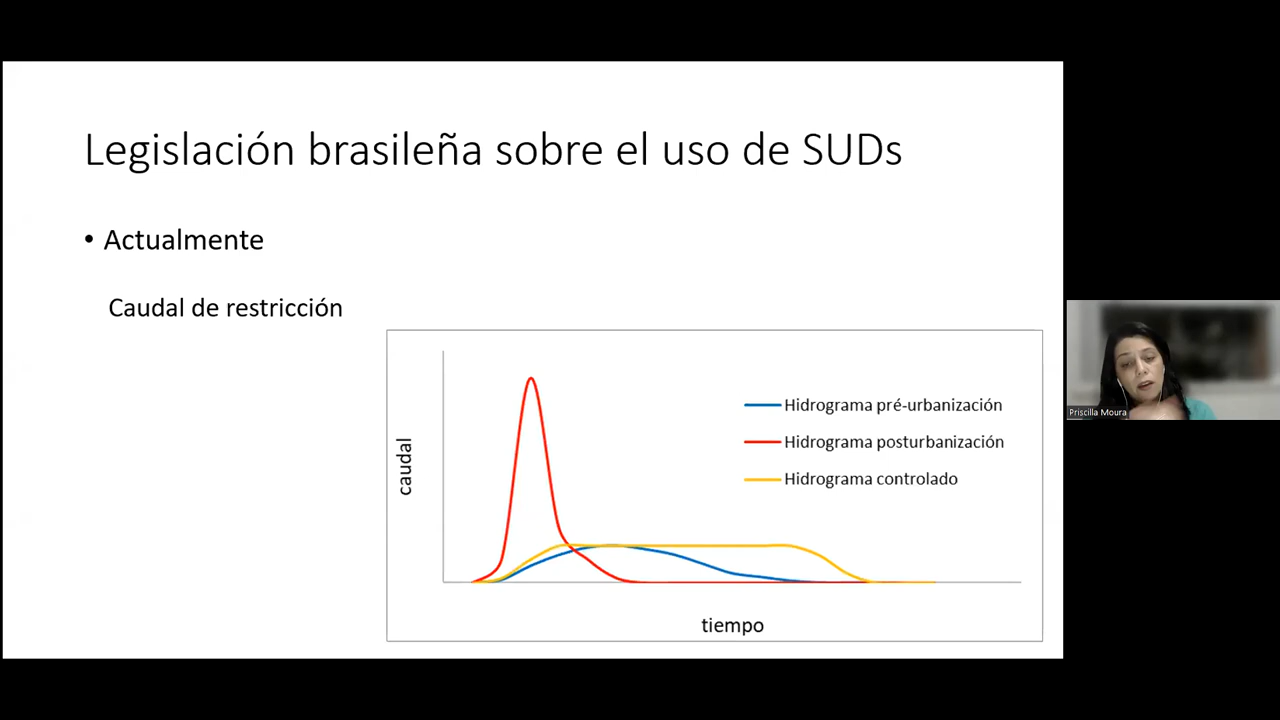 Legislación brasileña sobre el uso de SUDs
• Actualmente
Caudal de restricción
caudal
Hidrograma pré-urbanización
Hidrograma posturbanización
Hidrograma controlado
tiempo
Priscilla Moura